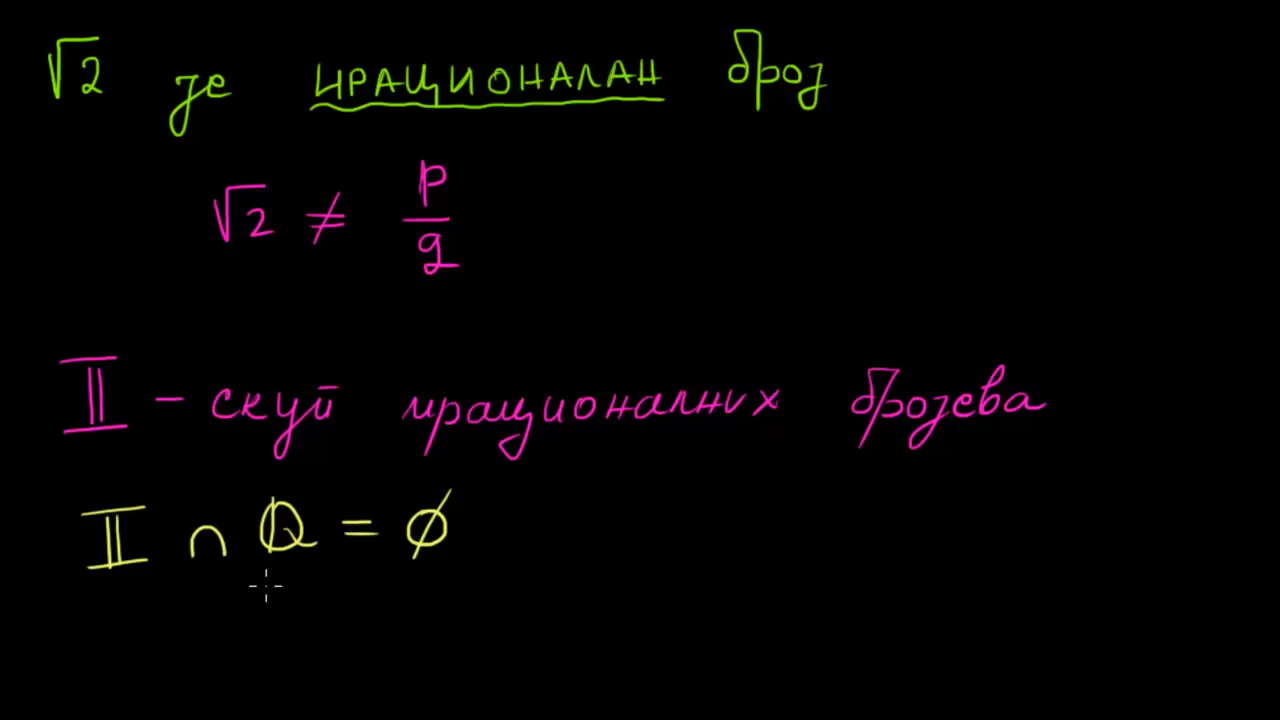 √2 је ИРАЦИОНАЛАН број
√2 ≠ p/q
𝕀 - скуп ирационалних бројева
𝕀 ∩ ℚ = ∅